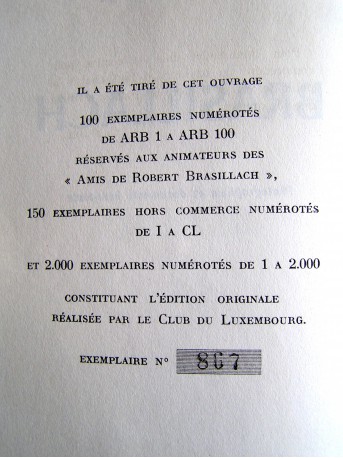 IL A ÉTÉ TIRÉ DE CET OUVRAGE
100 EXEMPLAIRES NUMÉROTÉS
DE ARB 1 A ARB 100
RÉSERVÉS AUX ANIMATEURS DES
« AMIS DE ROBERT BRASILLACH »,
150 EXEMPLAIRES HORS COMMERCE NUMÉROTÉS
DE I A CL
ET 2.000 EXEMPLAIRES NUMÉROTÉS DE 1 A 2.000
CONSTITUANT L'ÉDITION ORIGINALE
RÉALISÉE PAR LE CLUB DU LUXEMBOURG.
EXEMPLAIRE N° 867